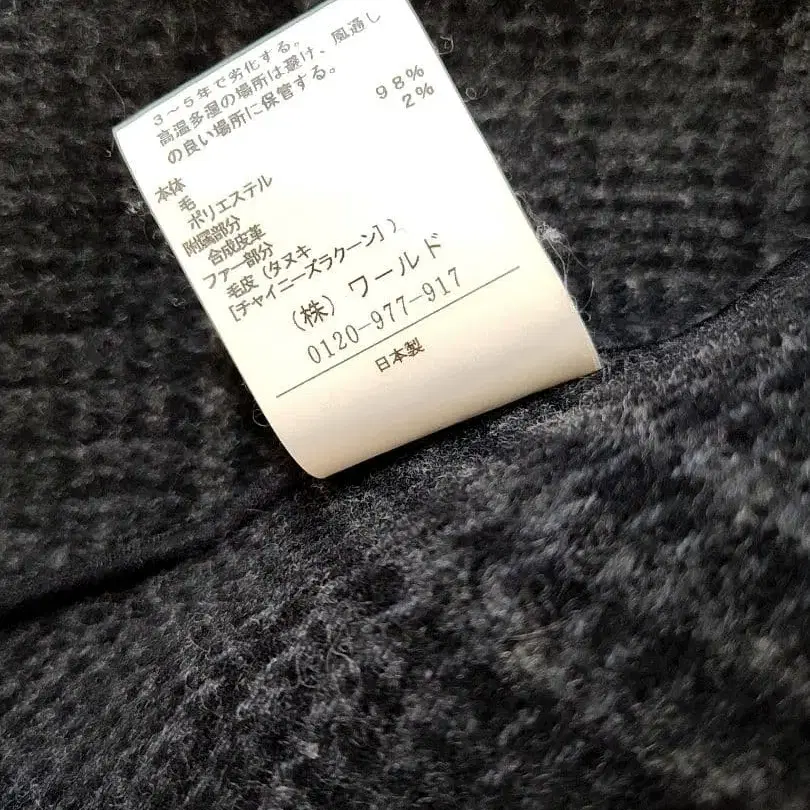 3～5年で劣化する。
高温多湿の場所は避け、風通し
の良い場所に保管する。
本体
毛 98%
ポリエステル 2%
附属部分
合成皮革
ファー部分
毛皮（タヌキ
[チャイニーズラクーン]）
（株）ワールド
0120-977-917
日本製